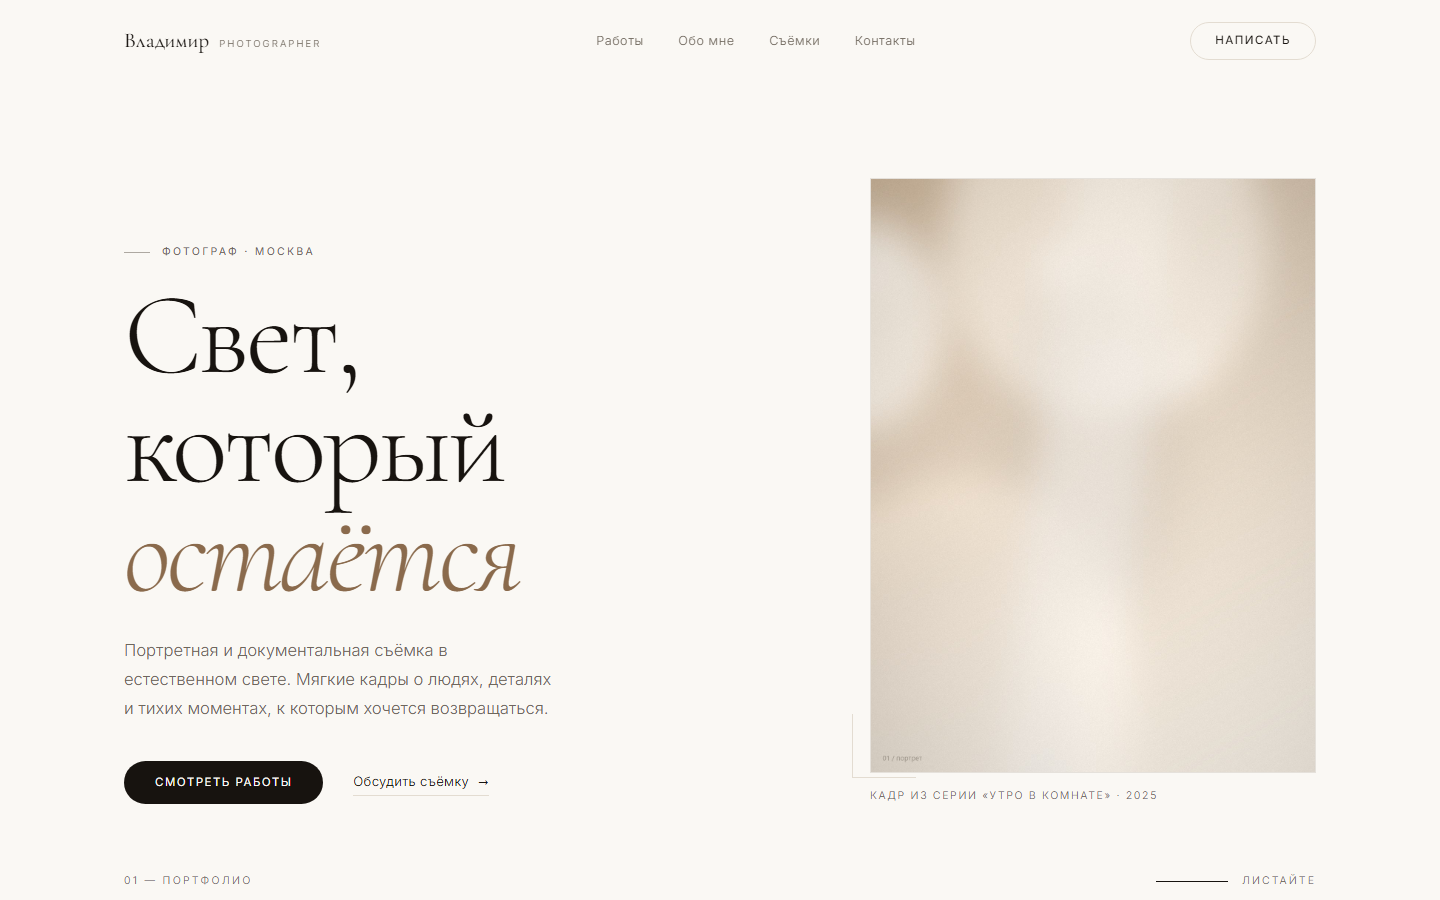 Владимир PHOTOGRAPHER
Работы Обо мне Съёмки Контакты
НАПИСАТЬ
ФОТОГРАФ · МОСКВА
Свет,
который
остаётся
Портретная и документальная съёмка в
естественном свете. Мягкие кадры о людях, деталях
и тихих моментах, к которым хочется возвращаться.
СМОТРЕТЬ РАБОТЫ
Обсудить съёмку →
01 / портрет
КАДР ИЗ СЕРИИ «УТРО В КОМНАТЕ» · 2025
01 — ПОРТФОЛИО
ЛИСТАЙТЕ